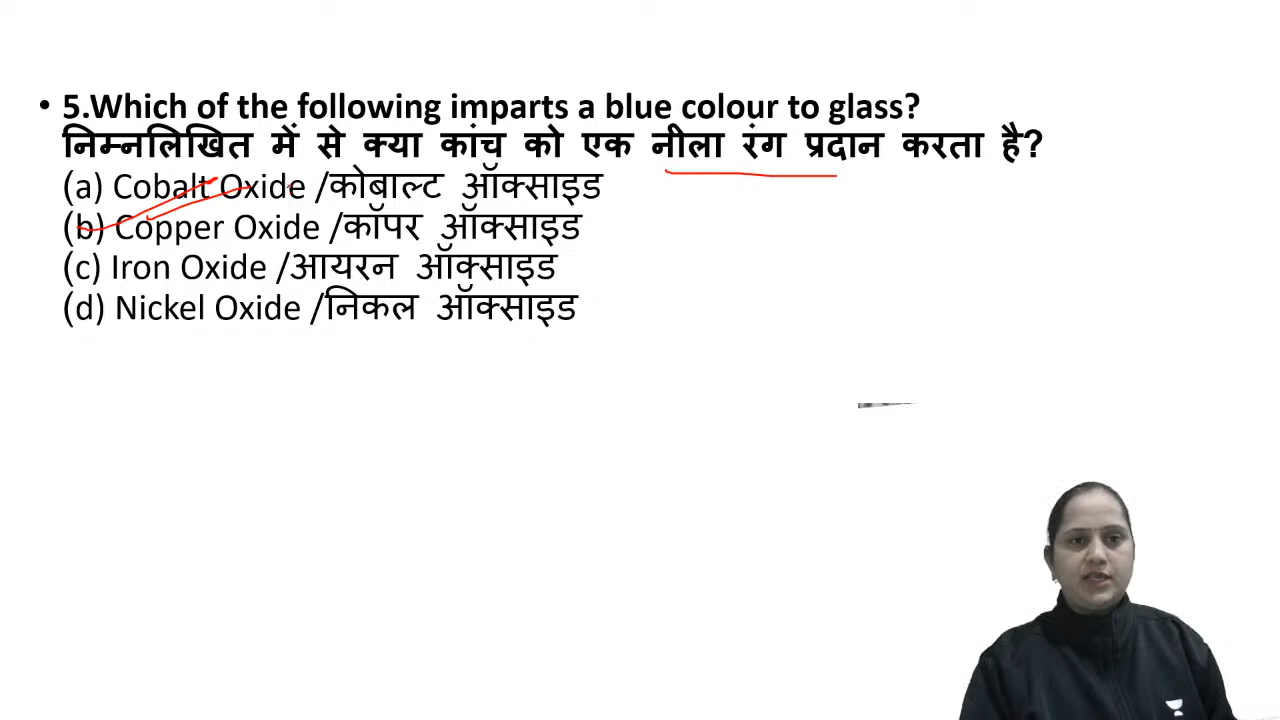 • 5.Which of the following imparts a blue colour to glass?
निम्नलिखित में से क्या कांच को एक नीला रंग प्रदान करता है?
(a) Cobalt Oxide /कोबाल्ट ऑक्साइड
(b) Copper Oxide /कॉपर ऑक्साइड
(c) Iron Oxide /आयरन ऑक्साइड
(d) Nickel Oxide /निकल ऑक्साइड